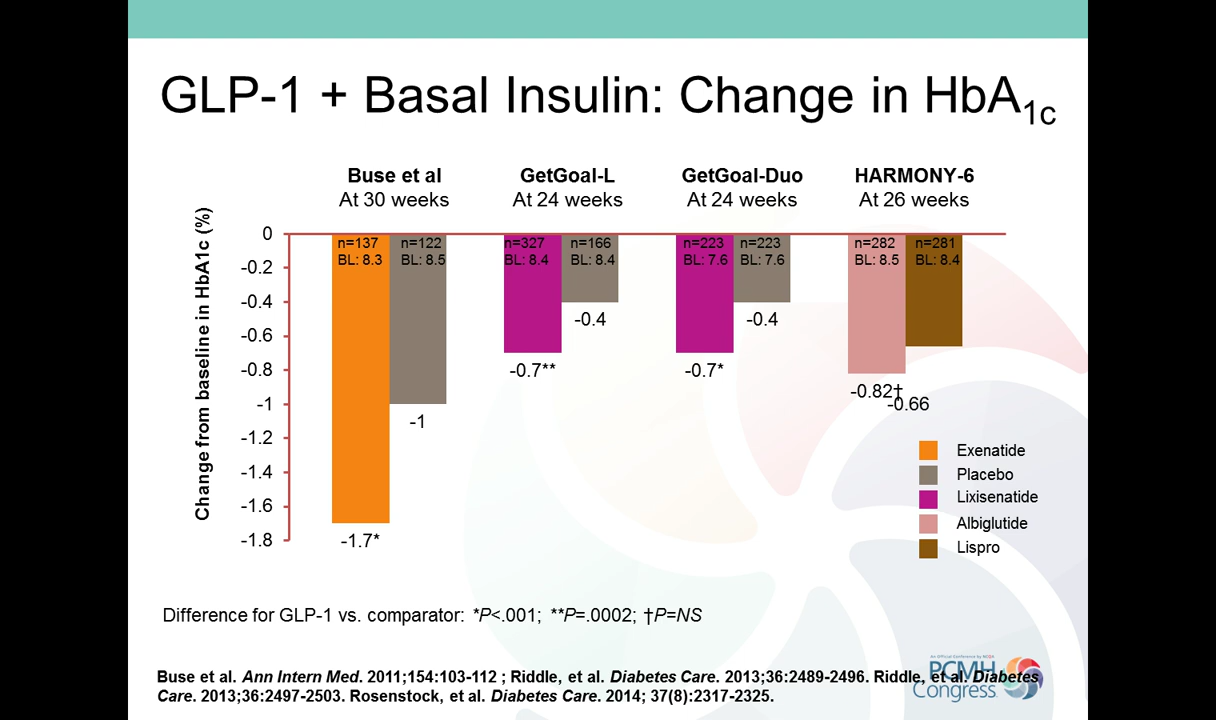 GLP-1 + Basal Insulin: Change in HbA1c
Buse et al
At 30 weeks
GetGoal-L
At 24 weeks
GetGoal-Duo
At 24 weeks
HARMONY-6
At 26 weeks
Change from baseline in HbA1c (%)
0
-0.2
-0.4
-0.6
-0.8
-1
-1.2
-1.4
-1.6
-1.8
n=137
BL: 8.3
n=122
BL: 8.5
n=327
BL: 8.4
n=166
BL: 8.4
n=223
BL: 7.6
n=223
BL: 7.6
n=282
BL: 8.5
n=281
BL: 8.4
-1.7*
-1
-0.7**
-0.4
-0.7*
-0.4
-0.82†
-0.66
Exenatide
Placebo
Lixisenatide
Albiglutide
Lispro
Difference for GLP-1 vs. comparator: *P<.001; **P=.0002; †P=NS
An Official Conference by NCQA
PCMH
Congress
Buse et al. Ann Intern Med. 2011;154:103-112 ; Riddle, et al. Diabetes Care. 2013;36:2489-2496. Riddle, et al. Diabetes
Care. 2013;36:2497-2503. Rosenstock, et al. Diabetes Care. 2014; 37(8):2317-2325.